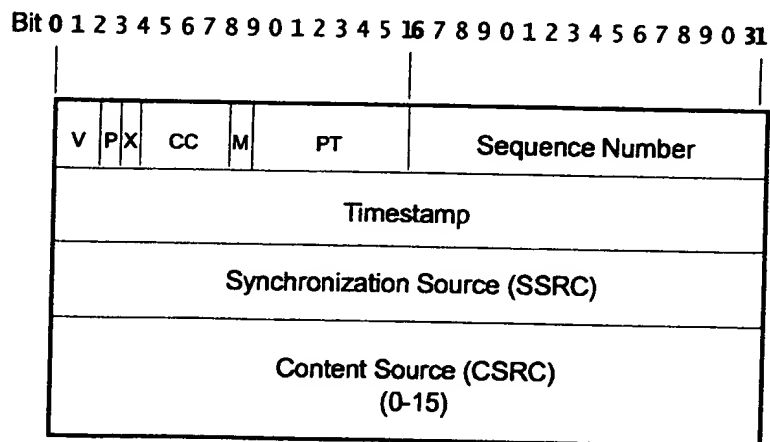 Bit 0 1 2 3 4 5 6 7 8 9 0 1 2 3 4 5 16 7 8 9 0 1 2 3 4 5 6 7 8 9 0 31
V P X CC M PT Sequence Number
Timestamp
Synchronization Source (SSRC)
Content Source (CSRC)
(0-15)